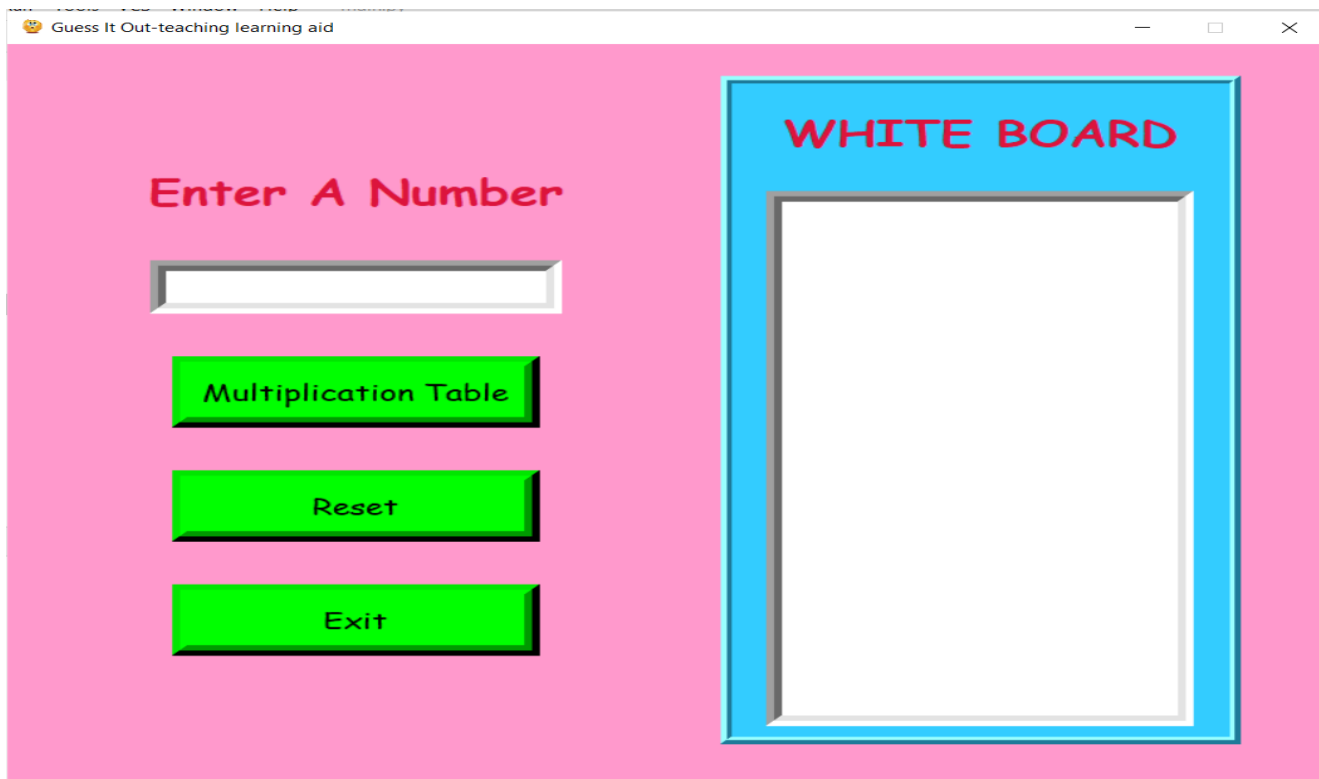 Guess It Out-teaching learning aid
WHITE BOARD
Enter A Number
Multiplication Table
Reset
Exit